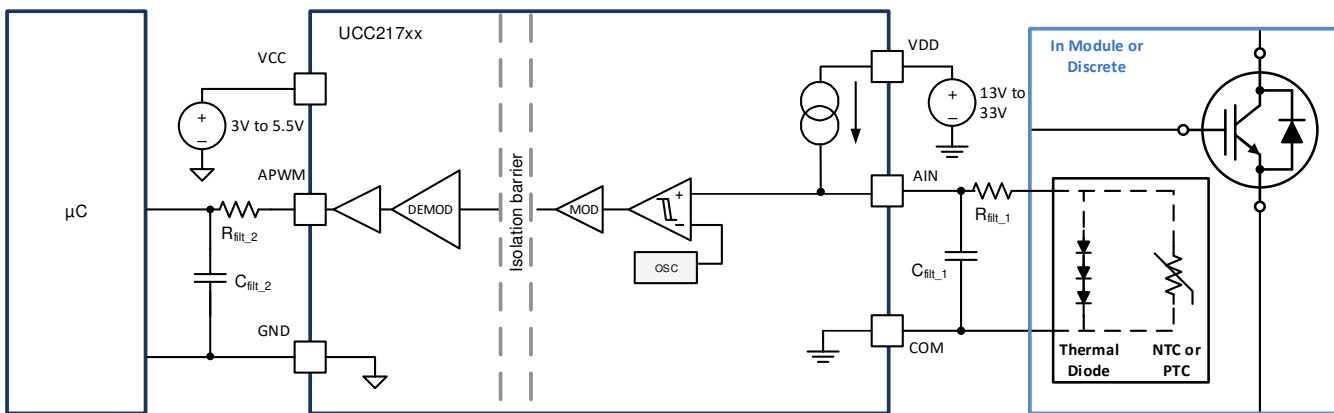 UCC217xx
VCC
VDD
In Module or
Discrete
+
−
3V to 5.5V
+
−
13V to
33V
APWM
AIN
µC
DEMOD
Isolation barrier
MOD
+
−
OSC
Rfilt_2
Rfilt_1
Cfilt_2
Cfilt_1
GND
COM
Thermal
Diode
NTC or
PTC